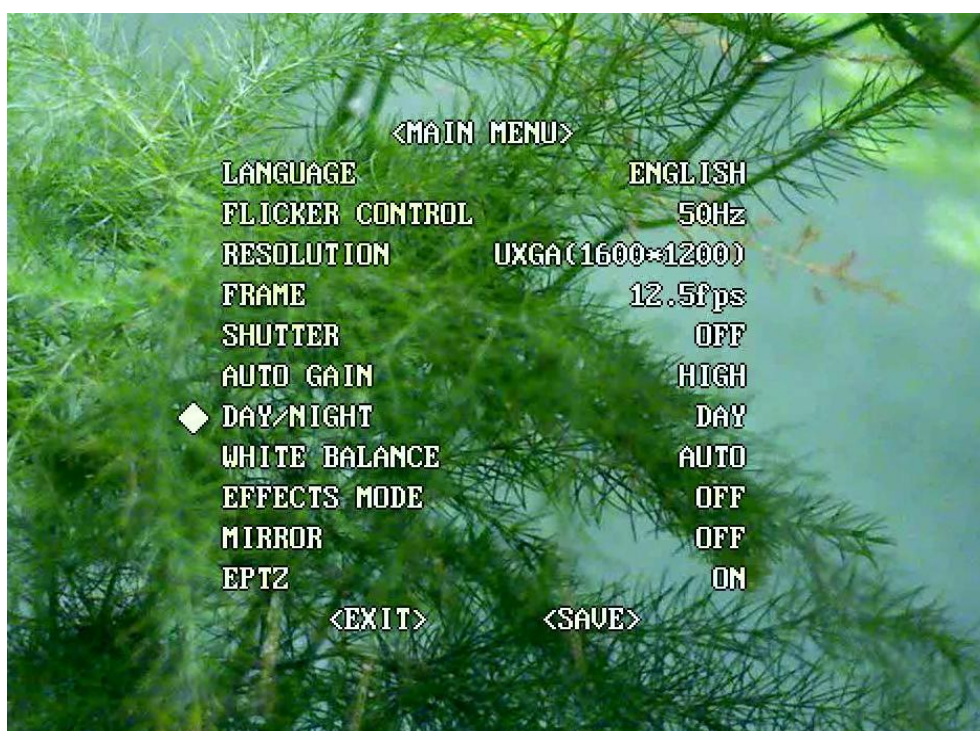 <MAIN MENU>
LANGUAGE ENGLISH
FLICKER CONTROL 50Hz
RESOLUTION UXGA(1600*1200)
FRAME 12.5fps
SHUTTER OFF
AUTO GAIN HIGH
DAY/NIGHT DAY
WHITE BALANCE AUTO
EFFECTS MODE OFF
MIRROR OFF
EPTZ ON
<EXIT> <SAVE>